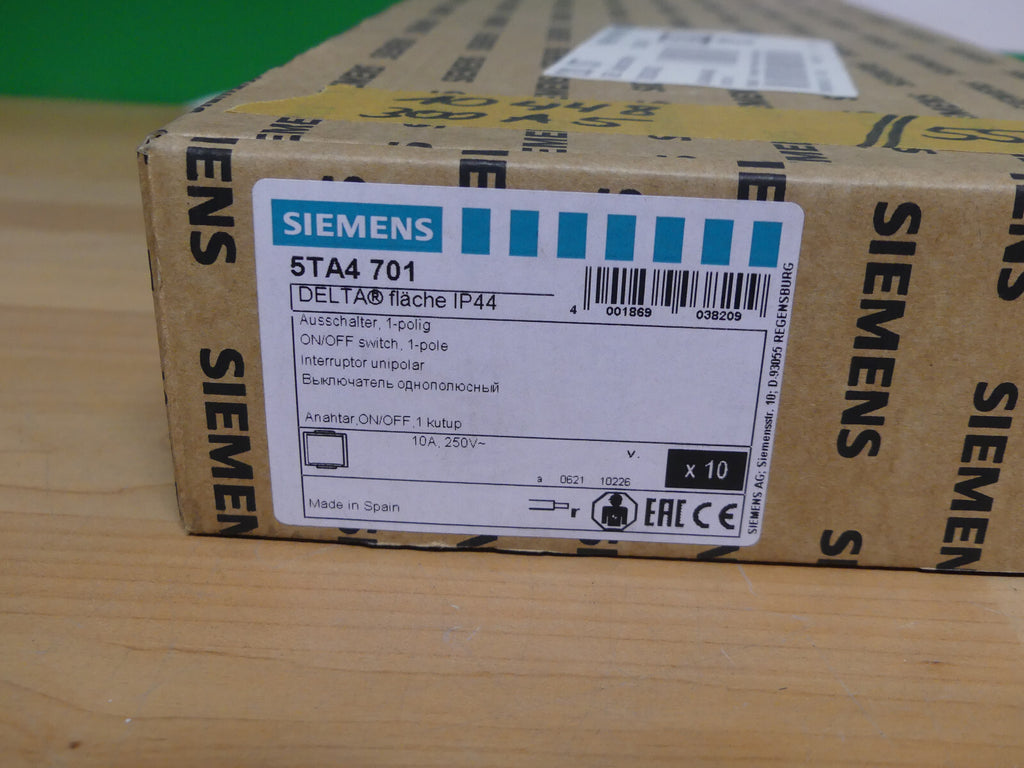 SIEMENS
5TA4 701
DELTA® fläche IP44
4 001869 038209
Ausschalter, 1-polig
ON/OFF switch, 1-pole
Interruptor unipolar
Выключатель однополюсный
Anahtar,ON/OFF,1 kutup
10A, 250V~
v.
x 10
a 0621 10226
Made in Spain
r
EAC CE
SIEMENS AG; Siemensstr. 10; D.93055 REGENSBURG
SIEMENS
SIEMENS
SIEMENS
SIEMENS
300 A S